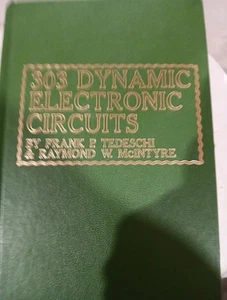 303 DYNAMIC
ELECTRONIC
CIRCUITS
BY FRANK P. TEDESCHI
& RAYMOND W. McINTYRE